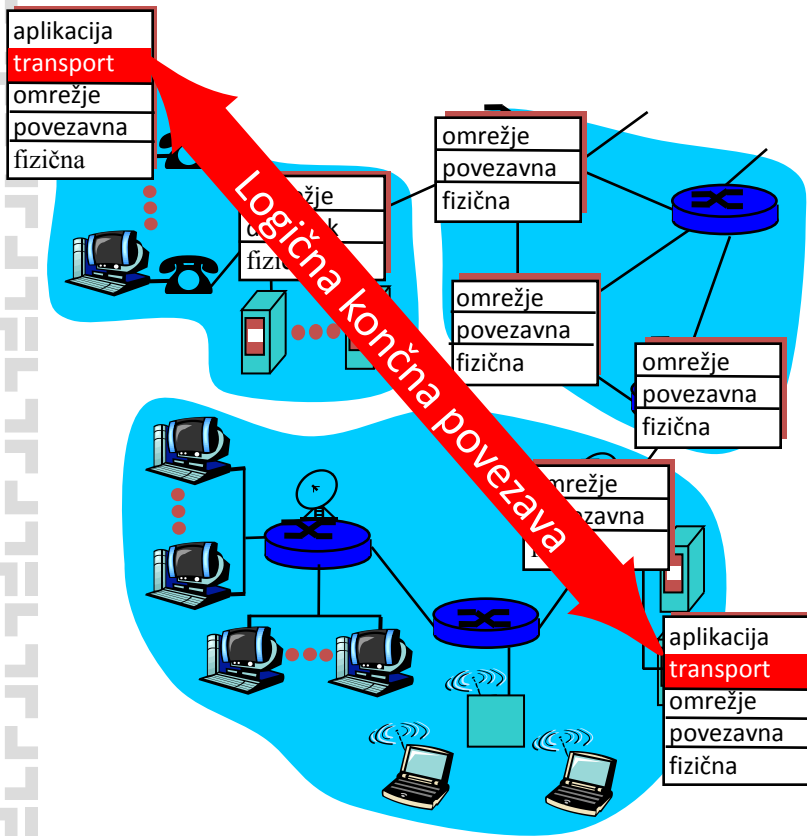 aplikacija
transport
omrežje
povezavna
fizična
omrežje
povezavna
fizična
omrežje
povezavna
fizična
omrežje
povezavna
fizična
Logična končna povezava
aplikacija
transport
omrežje
povezavna
fizična